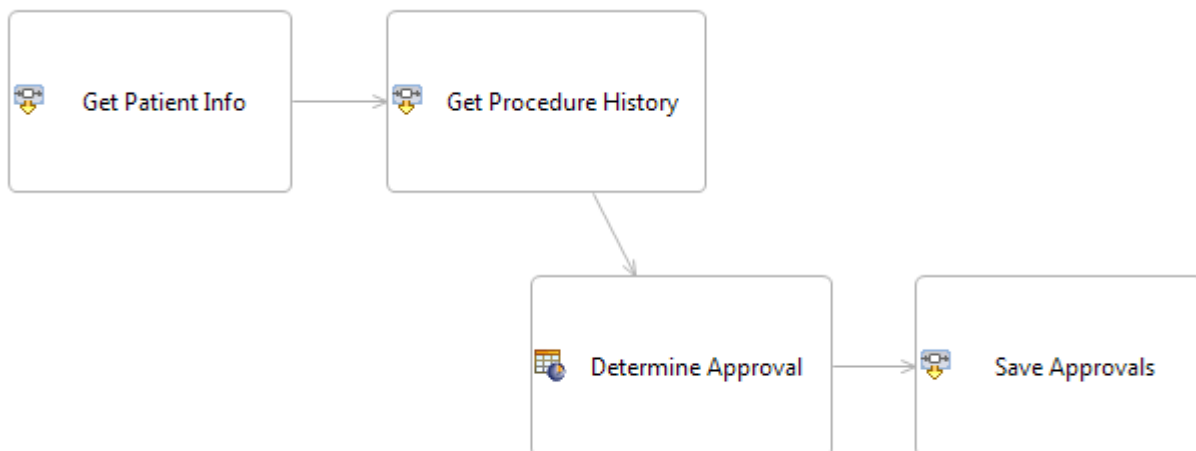 Get Patient Info
Get Procedure History
Determine Approval
Save Approvals